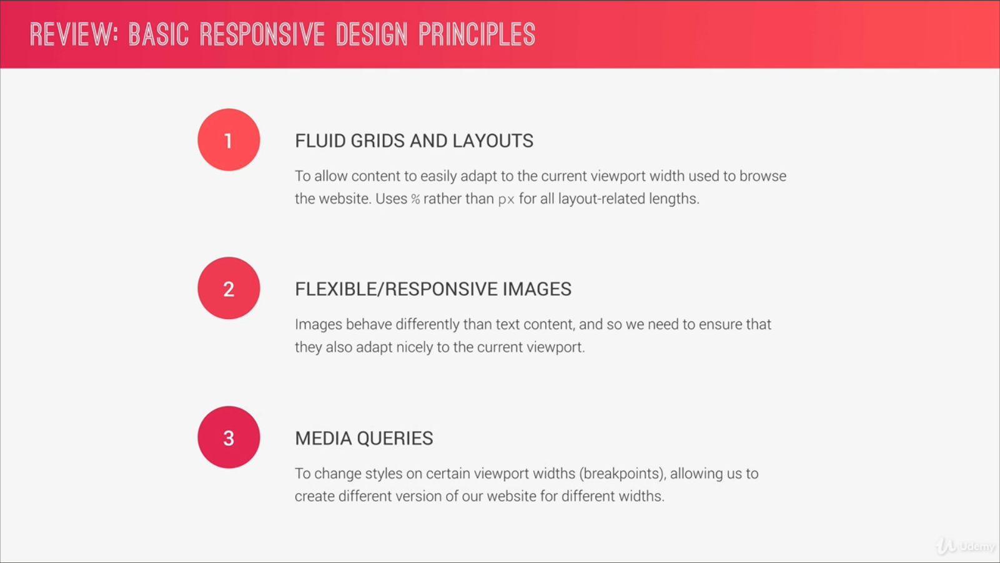 REVIEW: BASIC RESPONSIVE DESIGN PRINCIPLES
1
FLUID GRIDS AND LAYOUTS
To allow content to easily adapt to the current viewport width used to browse
the website. Uses % rather than px for all layout-related lengths.
2
FLEXIBLE/RESPONSIVE IMAGES
Images behave differently than text content, and so we need to ensure that
they also adapt nicely to the current viewport.
3
MEDIA QUERIES
To change styles on certain viewport widths (breakpoints), allowing us to
create different version of our website for different widths.
Udemy